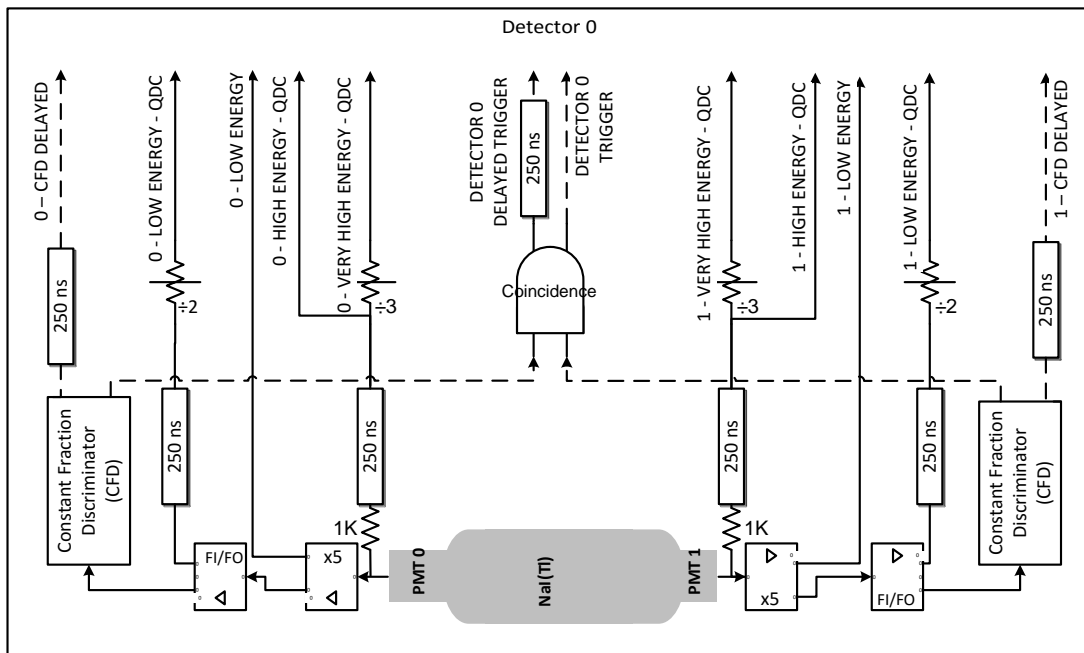 Detector 0
0 – CFD DELAYED
0 - LOW ENERGY - QDC
0 - LOW ENERGY
0 - HIGH ENERGY - QDC
0 - VERY HIGH ENERGY - QDC
DETECTOR 0
DELAYED TRIGGER
250 ns
DETECTOR 0
TRIGGER
1 - VERY HIGH ENERGY - QDC
1 - HIGH ENERGY - QDC
1 - LOW ENERGY
1 - LOW ENERGY - QDC
1 – CFD DELAYED
250 ns
÷2
÷3
Coincidence
÷3
÷2
250 ns
Constant Fraction
Discriminator
(CFD)
250 ns
250 ns
250 ns
250 ns
Constant Fraction
Discriminator
(CFD)
1K
1K
FI/FO
x5
PMT 0
NaI(Tl)
PMT 1
x5
FI/FO